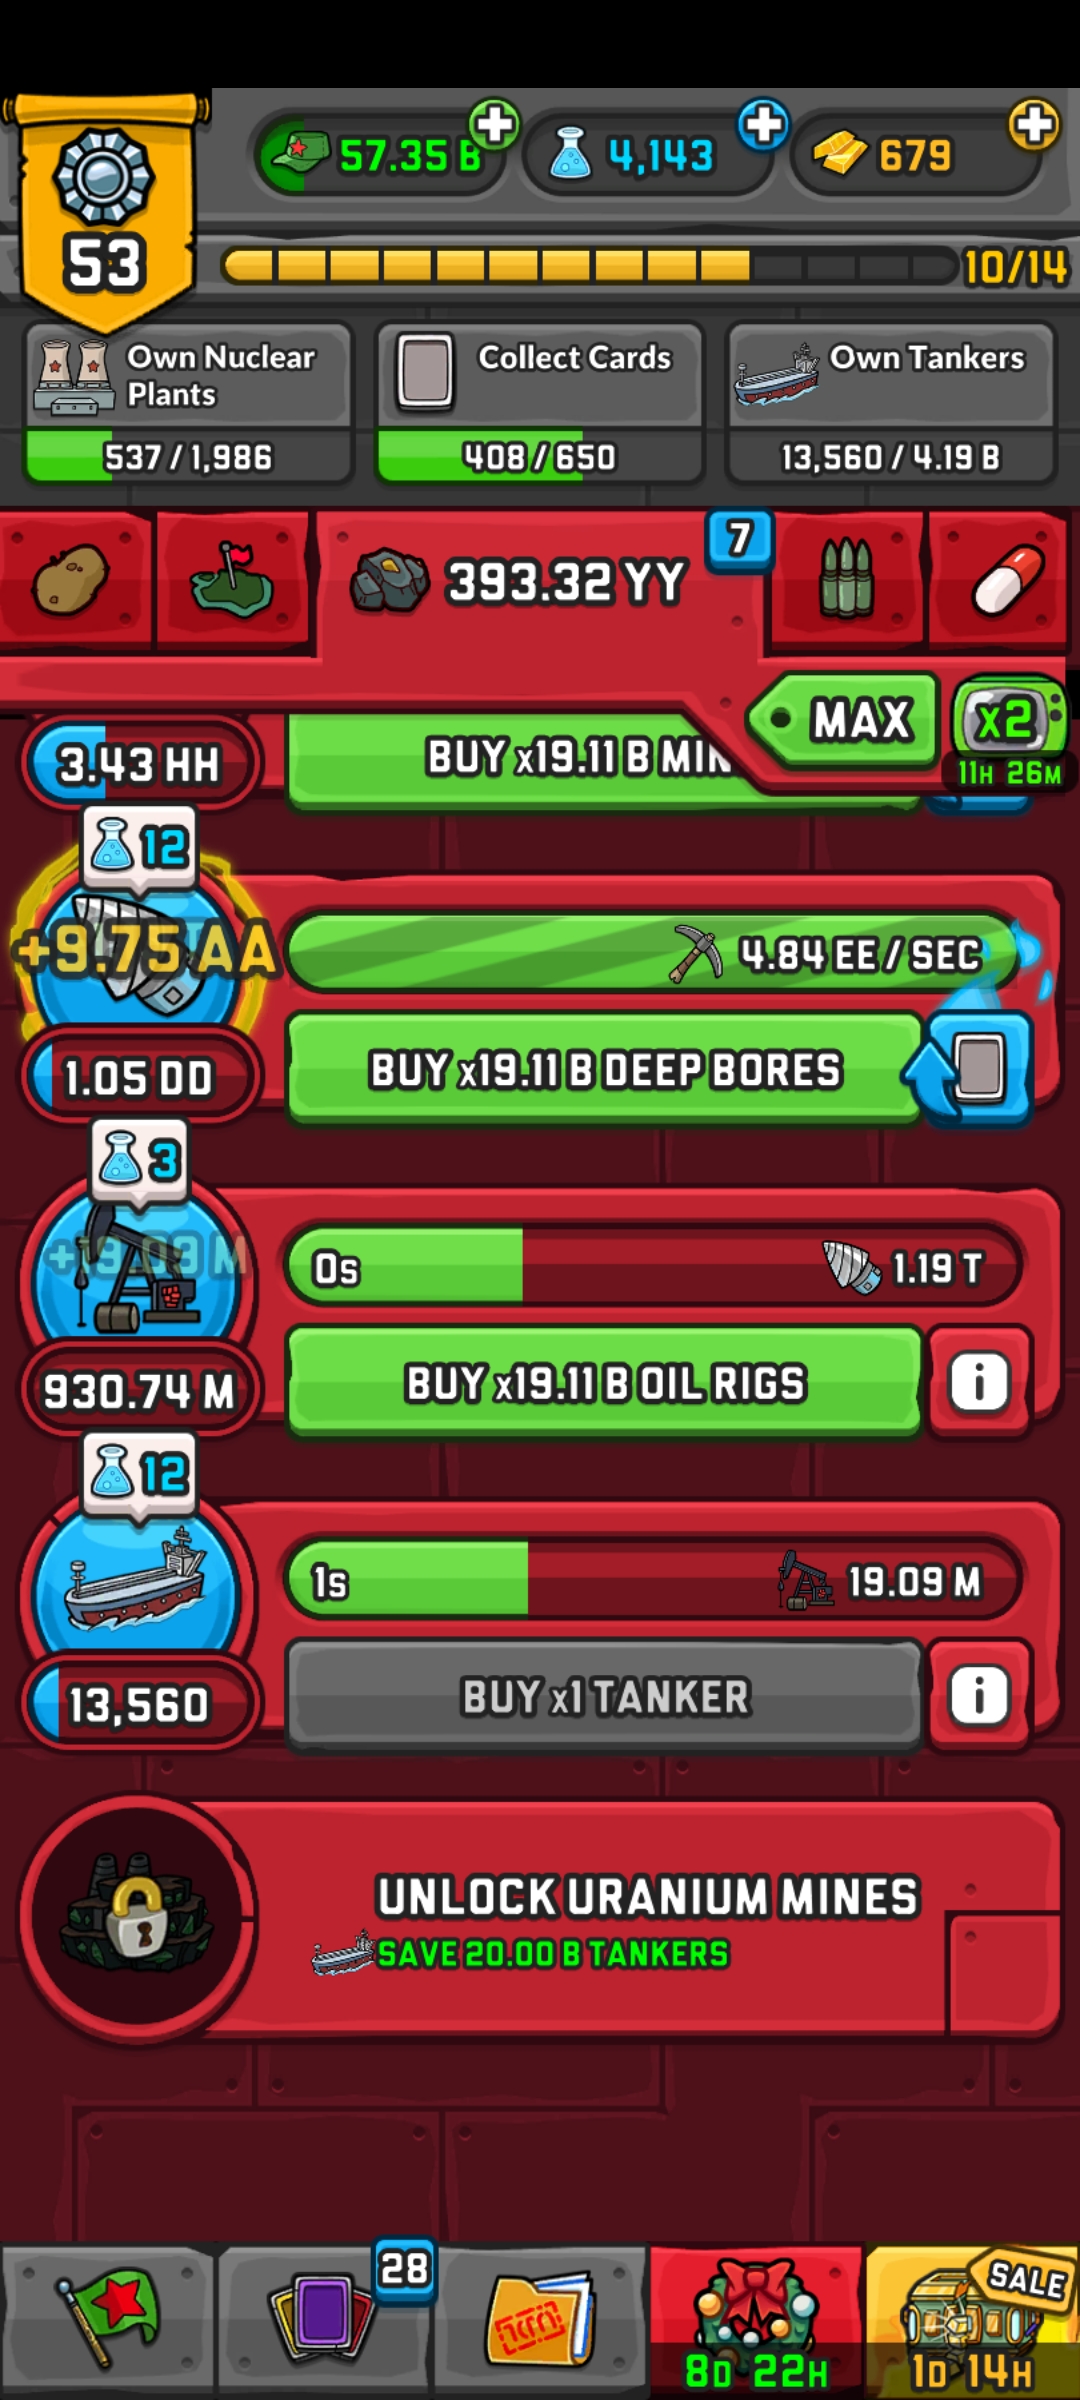 57.35 B
4,143
679
53
10/14
Own Nuclear
Plants
537 / 1,986
Collect Cards
408 / 650
Own Tankers
13,560 / 4.19 B
393.32 YY
7
MAX
x2
11H 26M
3.43 HH
BUY x19.11 B MIN
12
+9.75 AA
4.84 EE / SEC
1.05 DD
BUY x19.11 B DEEP BORES
3
+19.09 M
0s
1.19 T
930.74 M
BUY x19.11 B OIL RIGS
i
12
1s
19.09 M
13,560
BUY x1 TANKER
i
UNLOCK URANIUM MINES
SAVE 20.00 B TANKERS
28
SALE
8D 22H
1D 14H